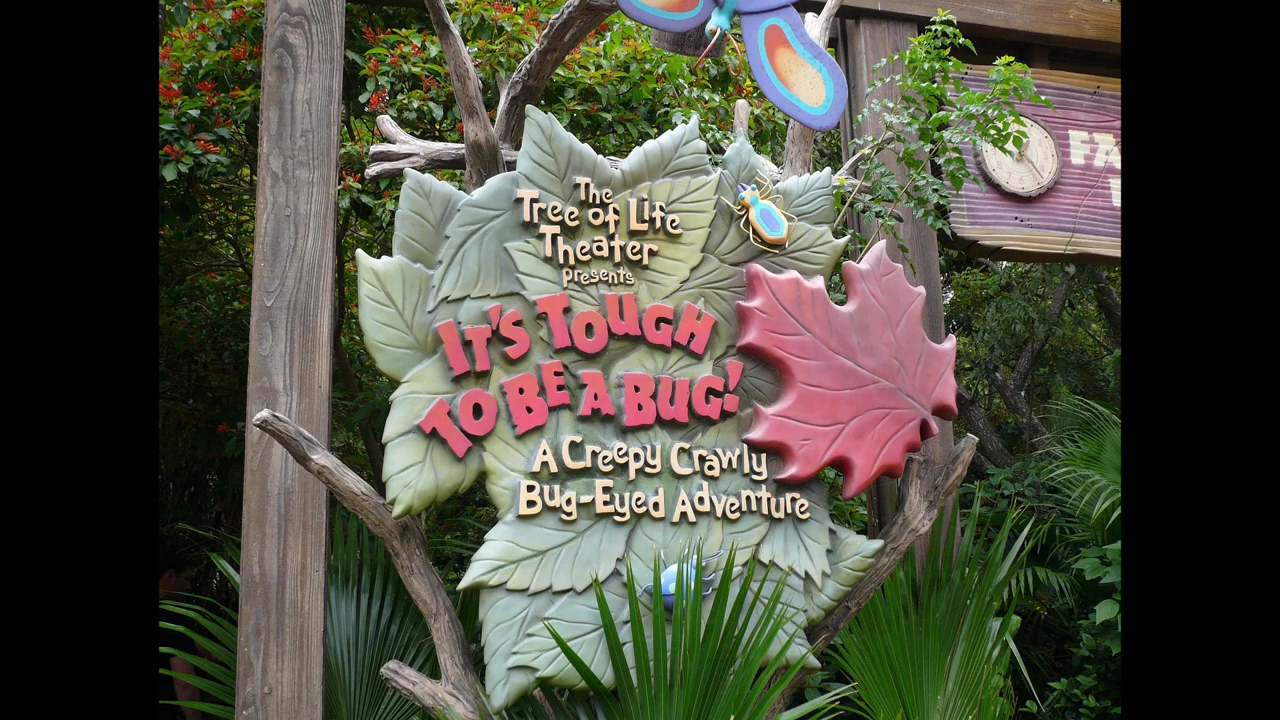 The
Tree of Life
Theater
presents
It's Tough
To Be A Bug!
A Creepy Crawly
Bug-Eyed Adventure